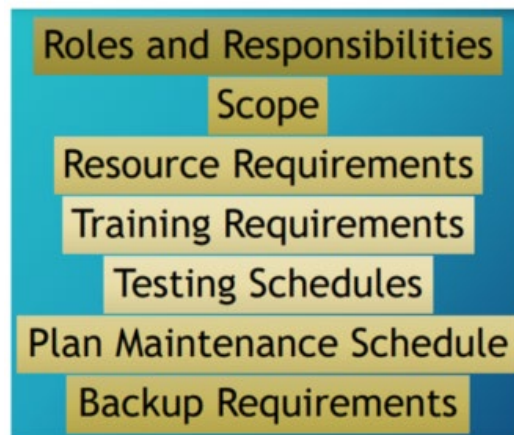 Roles and Responsibilities
Scope
Resource Requirements
Training Requirements
Testing Schedules
Plan Maintenance Schedule
Backup Requirements